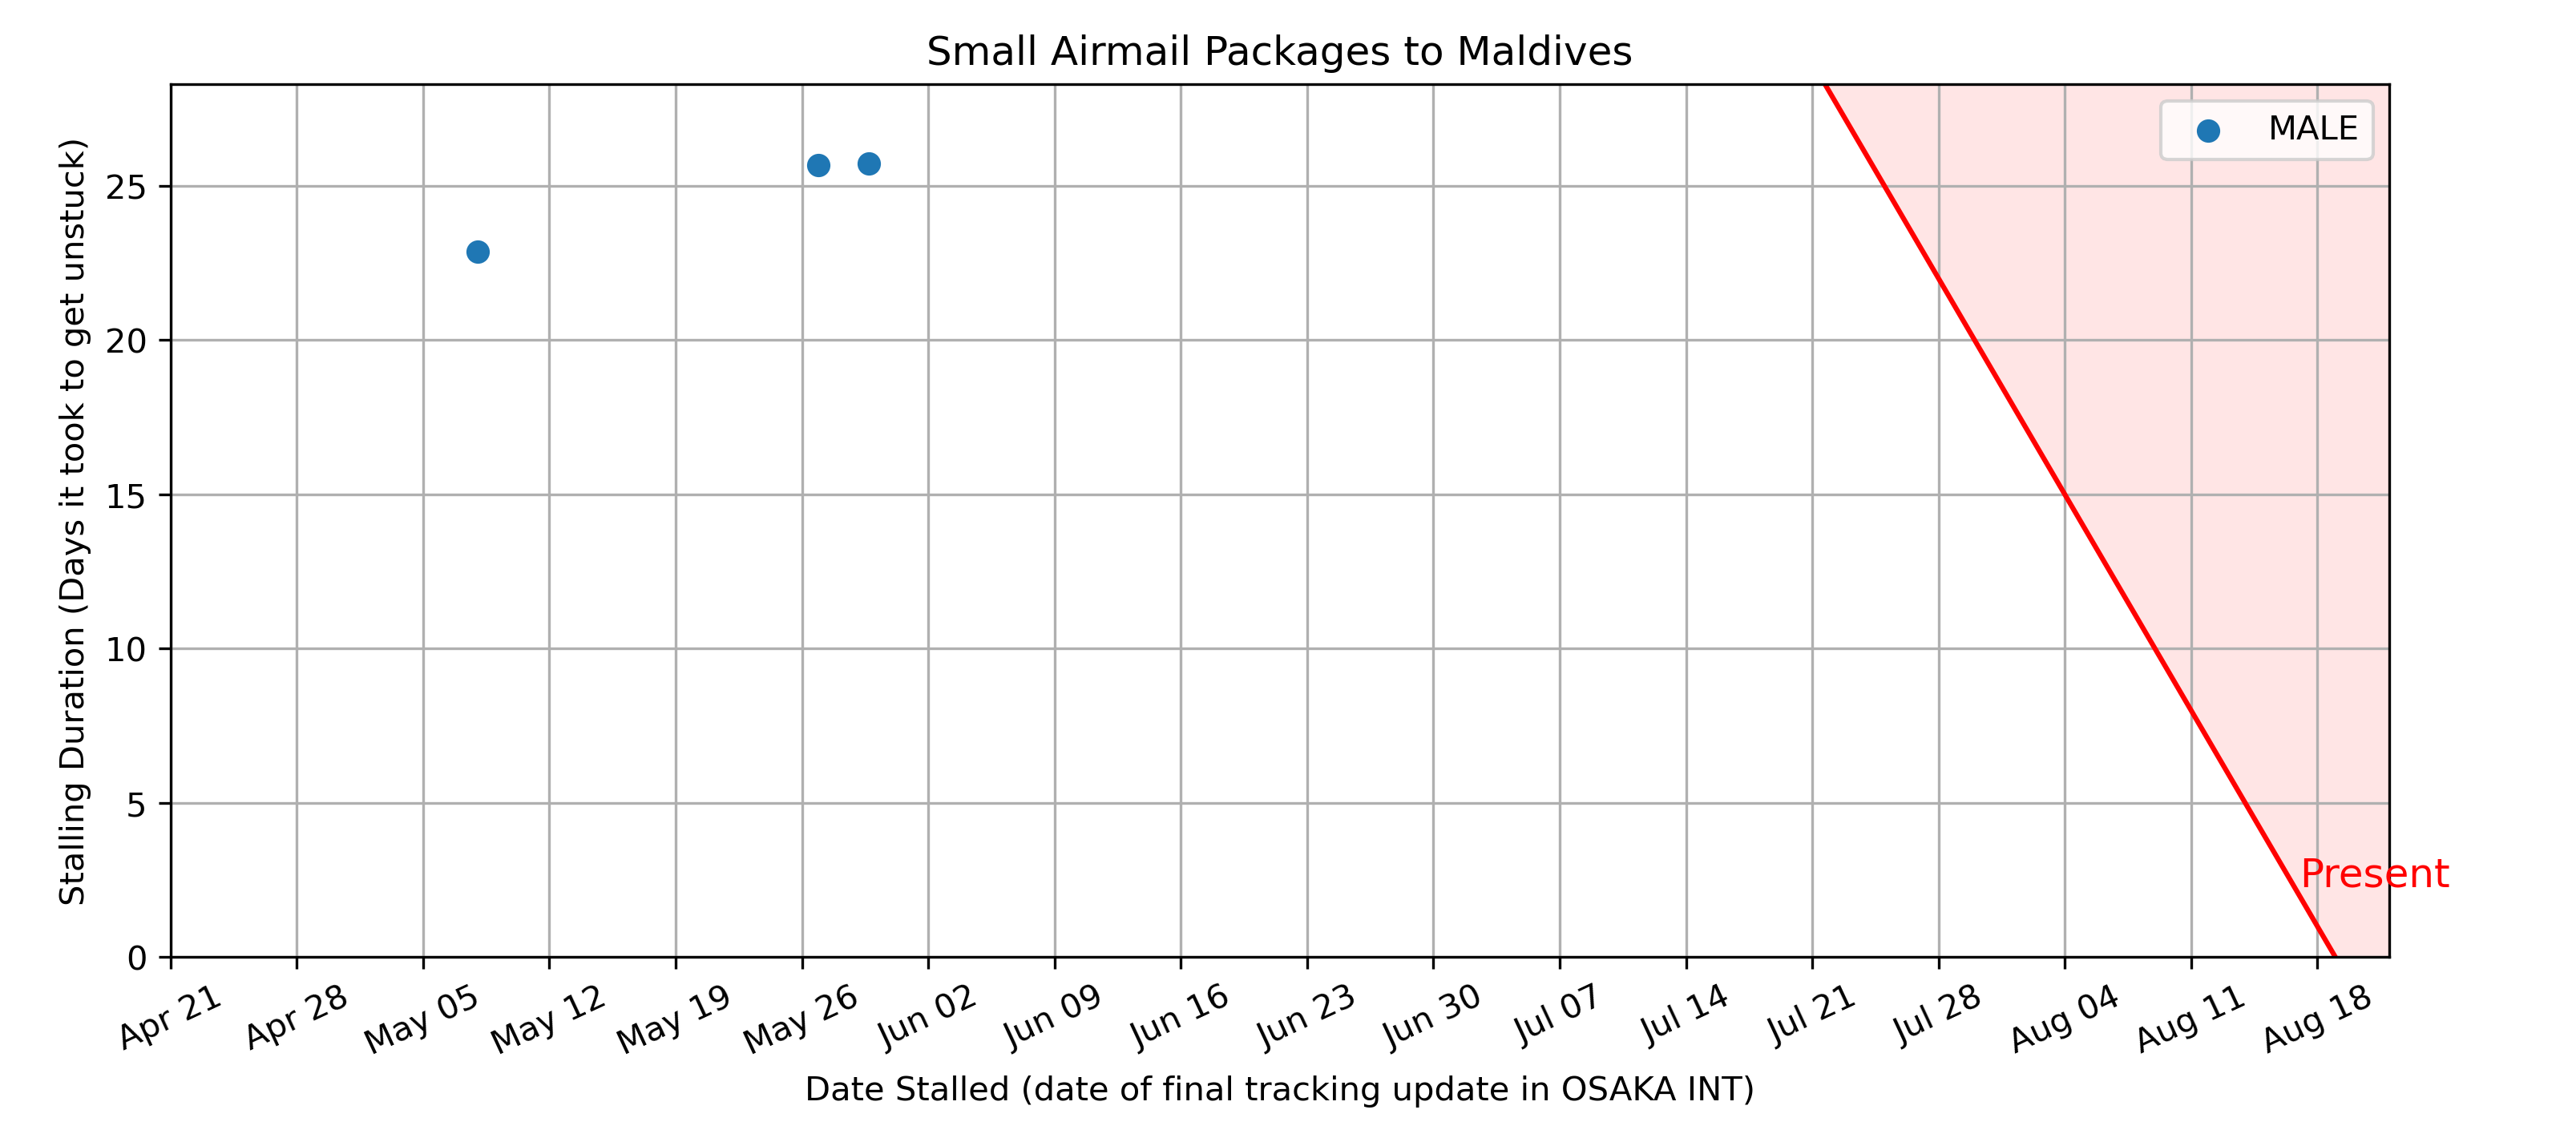 Small Airmail Packages to Maldives
MALE
Stalling Duration (Days it took to get unstuck)
25
20
15
10
5
0
Present
Apr 21
Apr 28
May 05
May 12
May 19
May 26
Jun 02
Jun 09
Jun 16
Jun 23
Jun 30
Jul 07
Jul 14
Jul 21
Jul 28
Aug 04
Aug 11
Aug 18
Date Stalled (date of final tracking update in OSAKA INT)